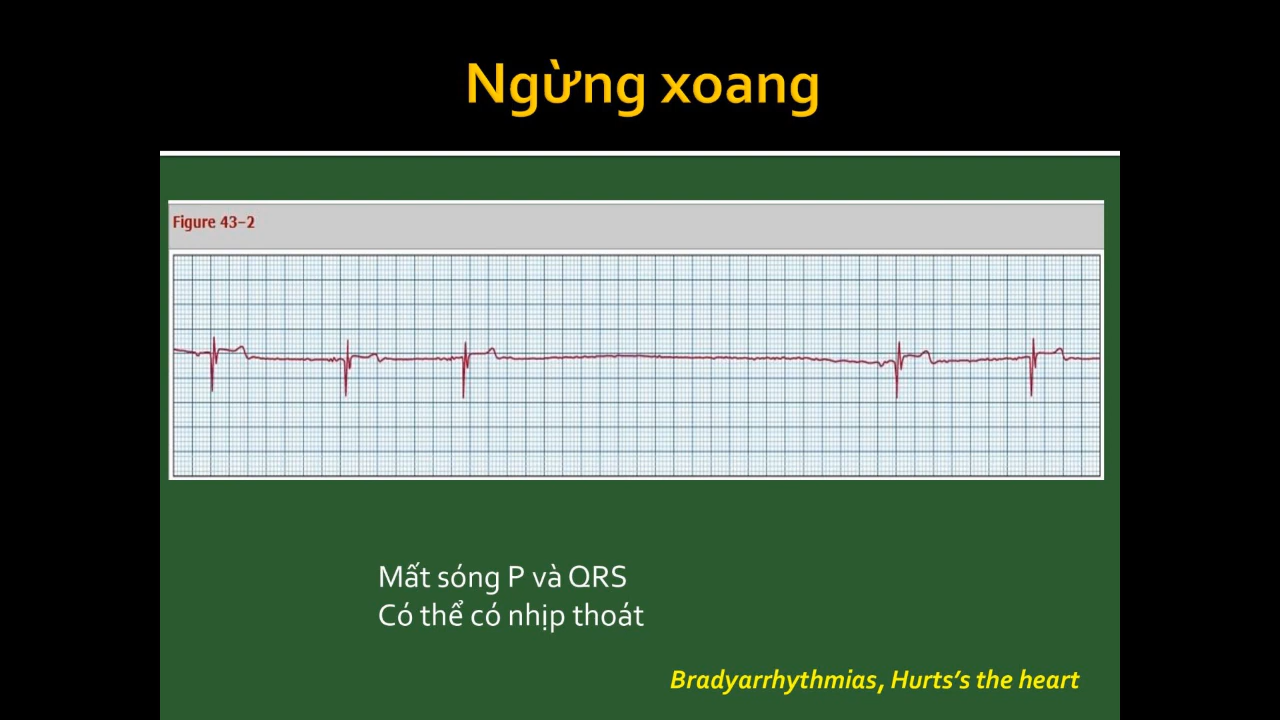 Ngừng xoang
Figure 43-2
Mất sóng P và QRS
Có thể có nhịp thoát
Bradyarrhythmias, Hurts's the heart